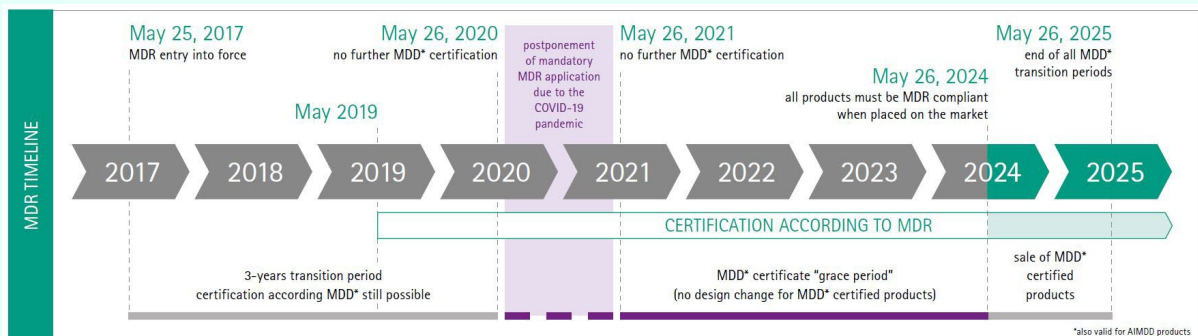 MDR TIMELINE
May 25, 2017
MDR entry into force
May 2019
May 26, 2020
no further MDD* certification
postponement
of mandatory
MDR application
due to the
COVID-19
pandemic
May 26, 2021
no further MDD* certification
May 26, 2024
all products must be MDR compliant
when placed on the market
May 26, 2025
end of all MDD*
transition periods
2017
2018
2019
2020
2021
2022
2023
2024
2025
CERTIFICATION ACCORDING TO MDR
3-years transition period
certification according MDD* still possible
MDD* certificate "grace period"
(no design change for MDD* certified products)
sale of MDD*
certified
products
*also valid for AIMDD products